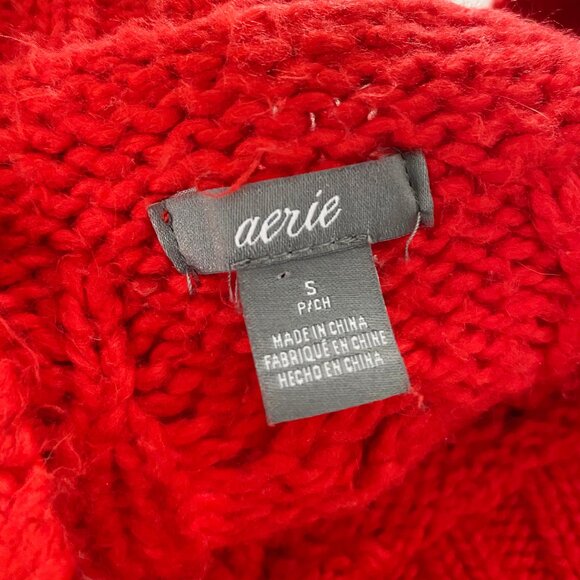 aerie
S
P/CH
MADE IN CHINA
FABRIQUÉ EN CHINE
HECHO EN CHINA